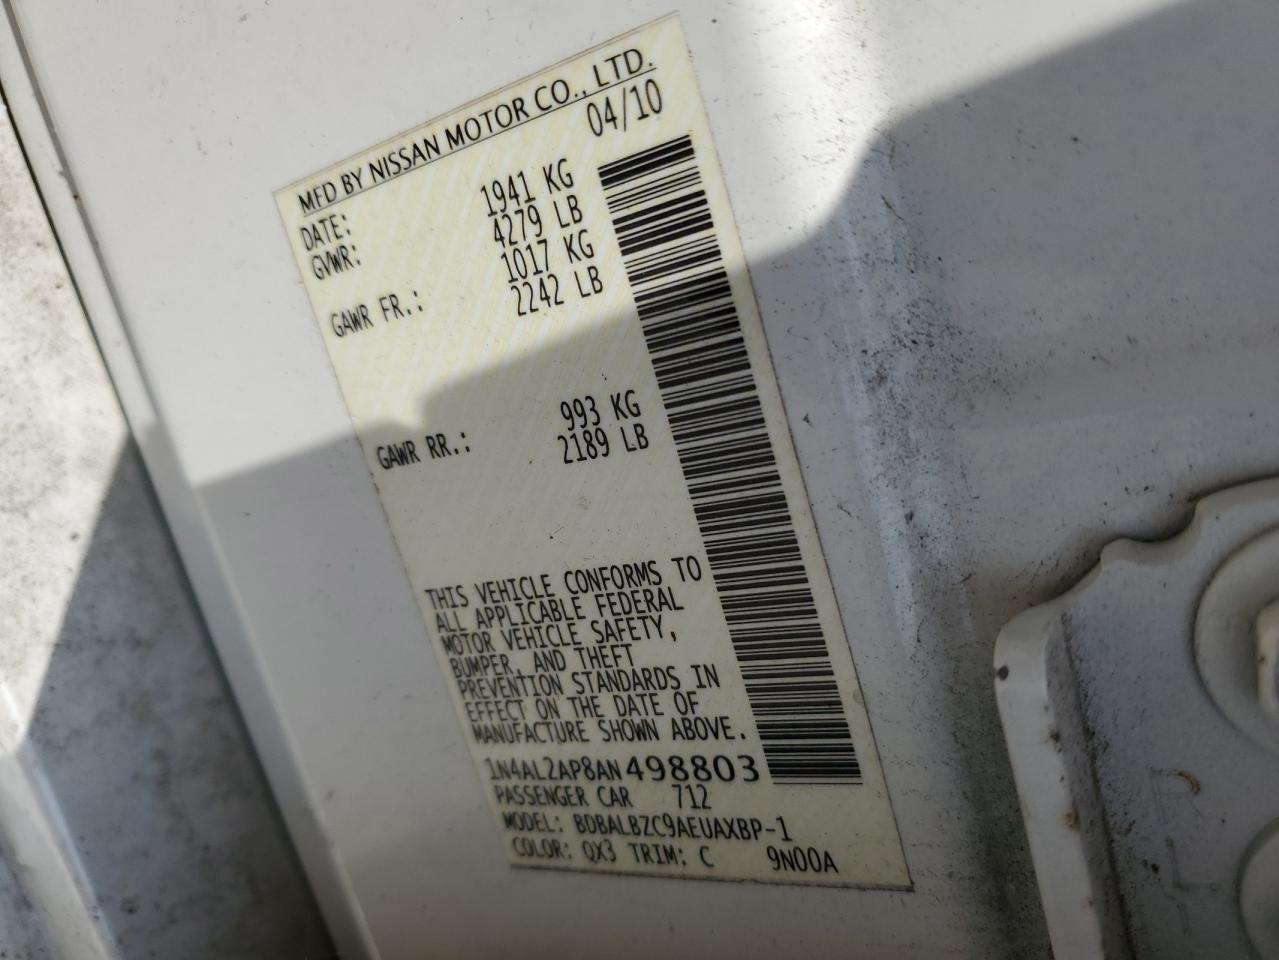 MFD BY NISSAN MOTOR CO., LTD.
DATE: 04/10
GVWR: 1941 KG
4279 LB
GAWR FR.: 1017 KG
2242 LB
GAWR RR.: 993 KG
2189 LB
THIS VEHICLE CONFORMS TO
ALL APPLICABLE FEDERAL
MOTOR VEHICLE SAFETY,
BUMPER, AND THEFT
PREVENTION STANDARDS IN
EFFECT ON THE DATE OF
MANUFACTURE SHOWN ABOVE.
1N4AL2AP8AN498803
PASSENGER CAR 712
MODEL: BDBALBZC9AEUAXBP-1
COLOR: QX3 TRIM: C 9N00A